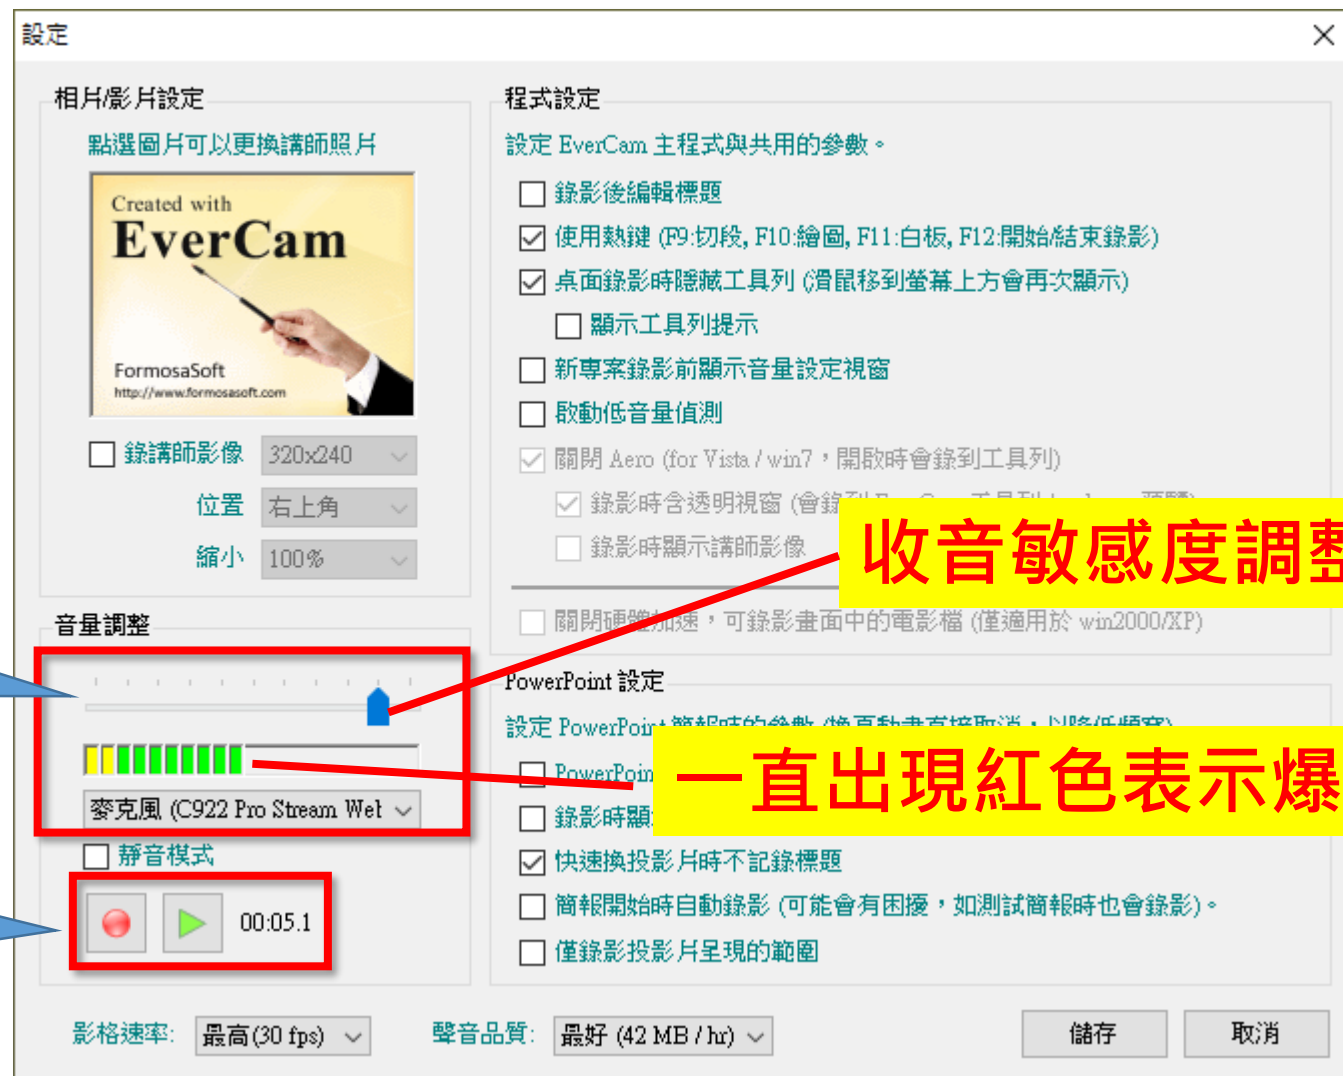 設定
相片/影片設定
點選圖片可以更換講師照片
Created with
EverCam
FormosaSoft
http://www.formosasoft.com
錄講師影像 320x240
位置 右上角
縮小 100%
音量調整
麥克風 (C922 Pro Stream Wel
靜音模式
00:05.1
程式設定
設定 EverCam 主程式與共用的參數。
錄影後編輯標題
使用熱鍵 (F9:切段, F10:繪圖, F11:白板, F12:開始/結束錄影)
桌面錄影時隱藏工具列 (滑鼠移到螢幕上方會再次顯示)
顯示工具列提示
新專案錄影前顯示音量設定視窗
啟動低音量偵測
關閉 Aero (for Vista / win7，開啟時會錄到工具列)
錄影時含透明視窗 (會錄到
錄影時顯示講師影像
收音敏感度調整
關閉硬體加速，可錄影畫面中的電影檔 (僅適用於 win2000/XP)
PowerPoint 設定
設定 PowerPoint
PowerPoin
一直出現紅色表示爆
錄影時顯
快速換投影片時不記錄標題
簡報開始時自動錄影 (可能會有困擾，如測試簡報時也會錄影)。
僅錄影投影片呈現的範圍
影格速率: 最高(30 fps) 聲音品質: 最好 (42 MB / hr) 儲存 取消